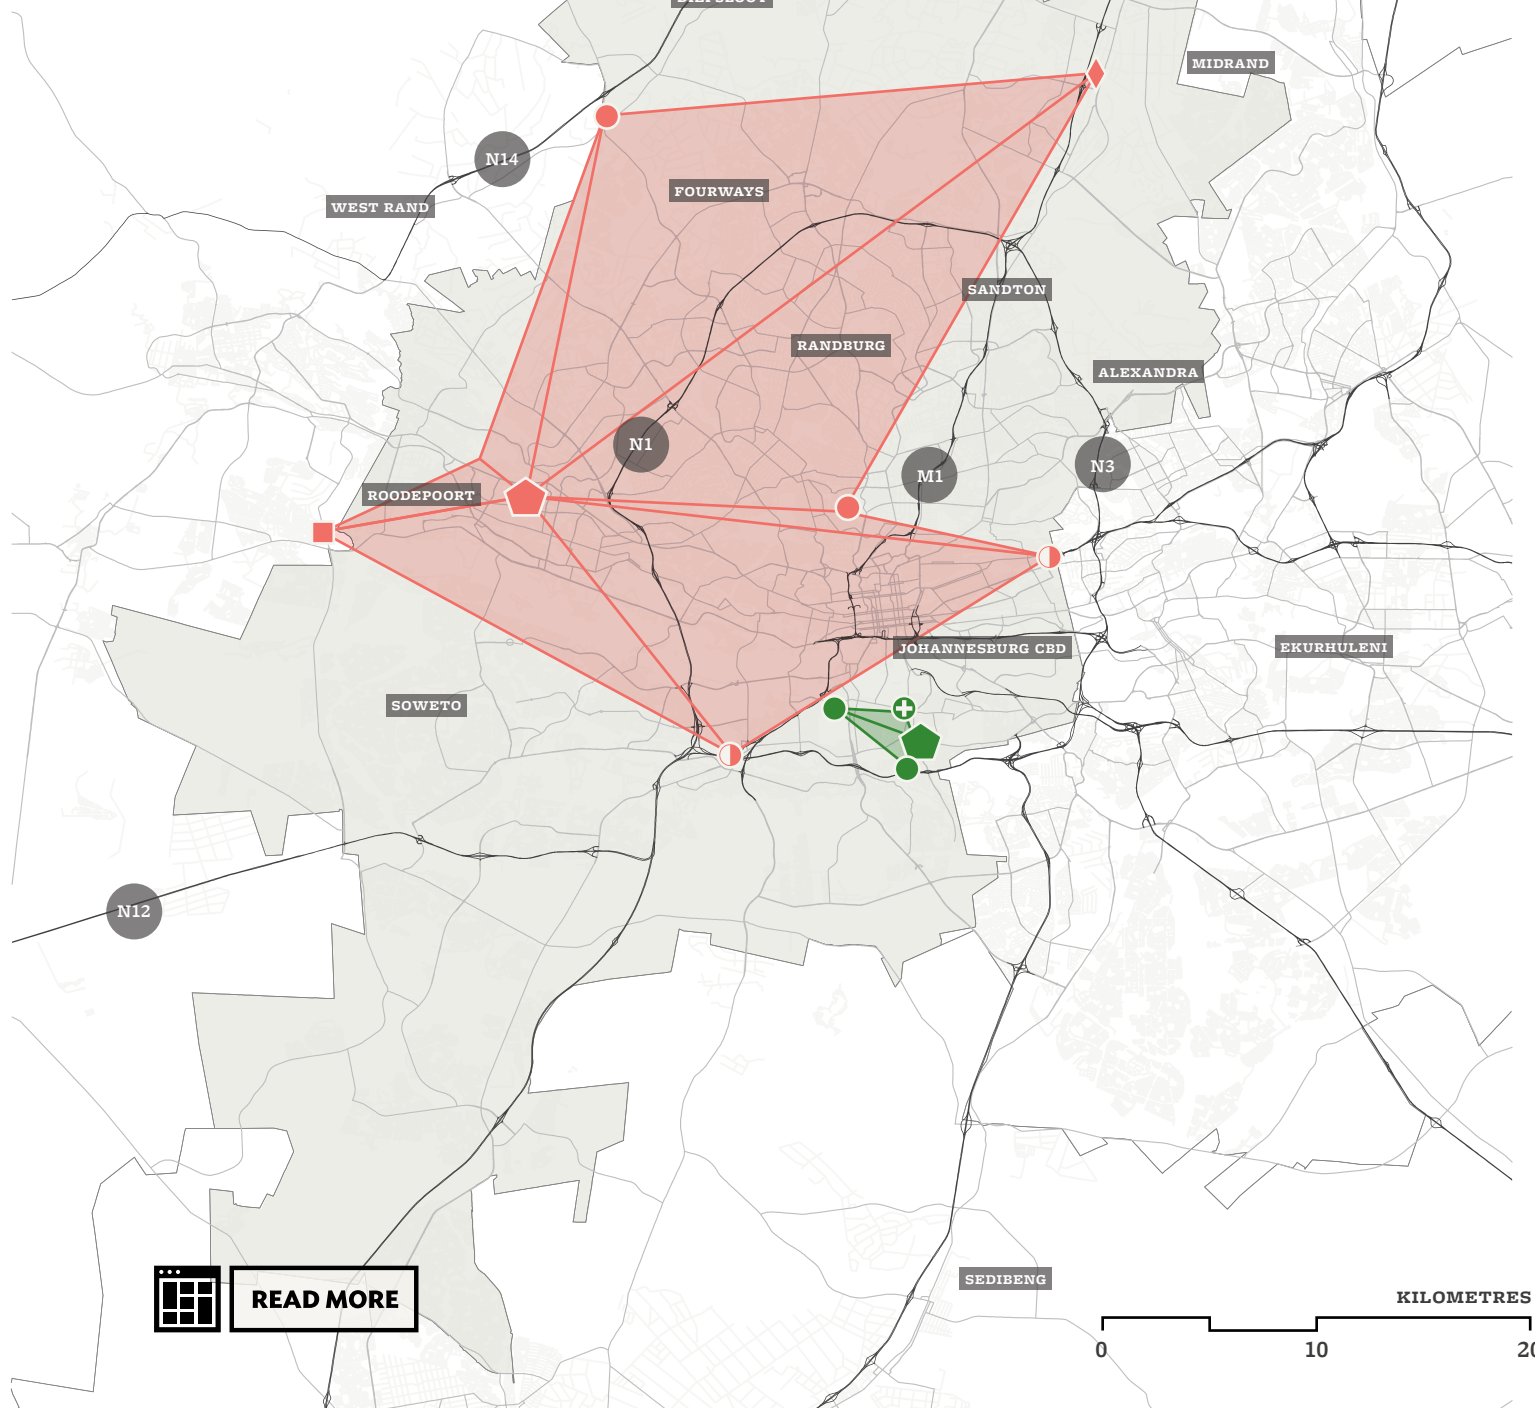 MIDRAND
N14
FOURWAYS
WEST RAND
SANDTON
RANDBURG
ALEXANDRA
N1
N3
M1
ROODEPOORT
JOHANNESBURG CBD
EKURHULENI
SOWETO
N12
SEDIBENG
READ MORE
KILOMETRES
0 10 20